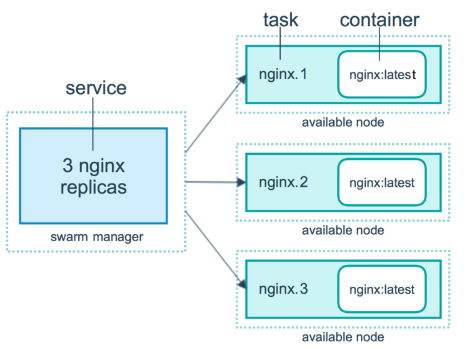 task
container
nginx.1
nginx:latest
available node
service
3 nginx
replicas
swarm manager
nginx.2
nginx:latest
available node
nginx.3
nginx:latest
available node